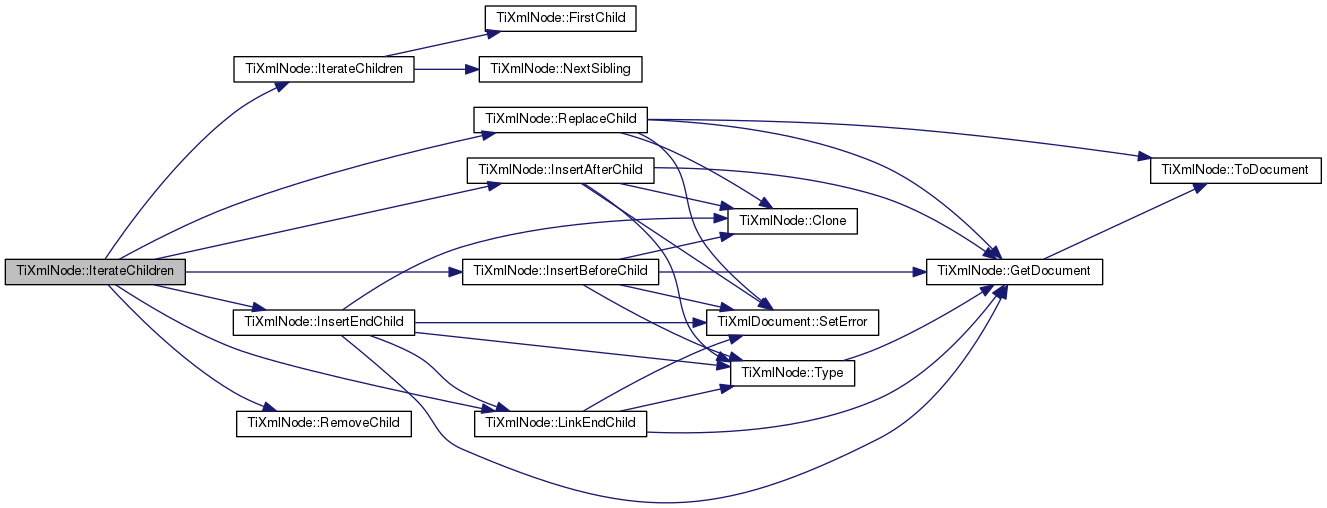 TiXmlNode::FirstChild
TiXmlNode::IterateChildren
TiXmlNode::NextSibling
TiXmlNode::ReplaceChild
TiXmlNode::InsertAfterChild
TiXmlNode::ToDocument
TiXmlNode::Clone
TiXmlNode::IterateChildren
TiXmlNode::InsertBeforeChild
TiXmlNode::GetDocument
TiXmlNode::InsertEndChild
TiXmlDocument::SetError
TiXmlNode::Type
TiXmlNode::RemoveChild
TiXmlNode::LinkEndChild